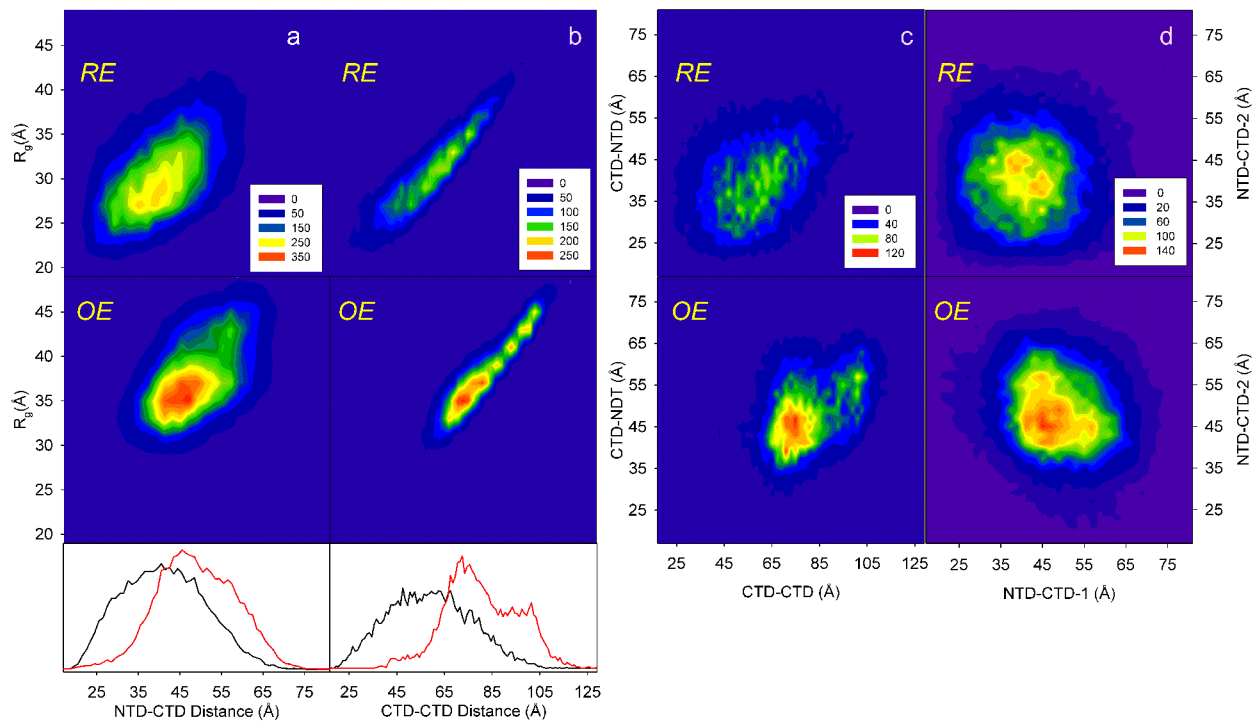 a
b
c
d
RE
RE
RE
RE
45
40
35
30
25
20
Rg(Å)
0
50
150
250
350
0
50
100
150
200
250
75
65
55
45
35
25
CTD-NTD (Å)
0
40
80
120
0
20
60
100
140
75
65
55
45
35
25
NTD-CTD-2 (Å)
OE
OE
OE
OE
45
40
35
30
25
20
Rg(Å)
75
65
55
45
35
25
CTD-NDT (Å)
75
65
55
45
35
25
NTD-CTD-2 (Å)
25 45 65 85 105 125
CTD-CTD (Å)
25 35 45 55 75
NTD-CTD-1 (Å)
25 35 45 55 65 75
NTD-CTD Distance (Å)
25 45 65 85 105 125
CTD-CTD Distance (Å)